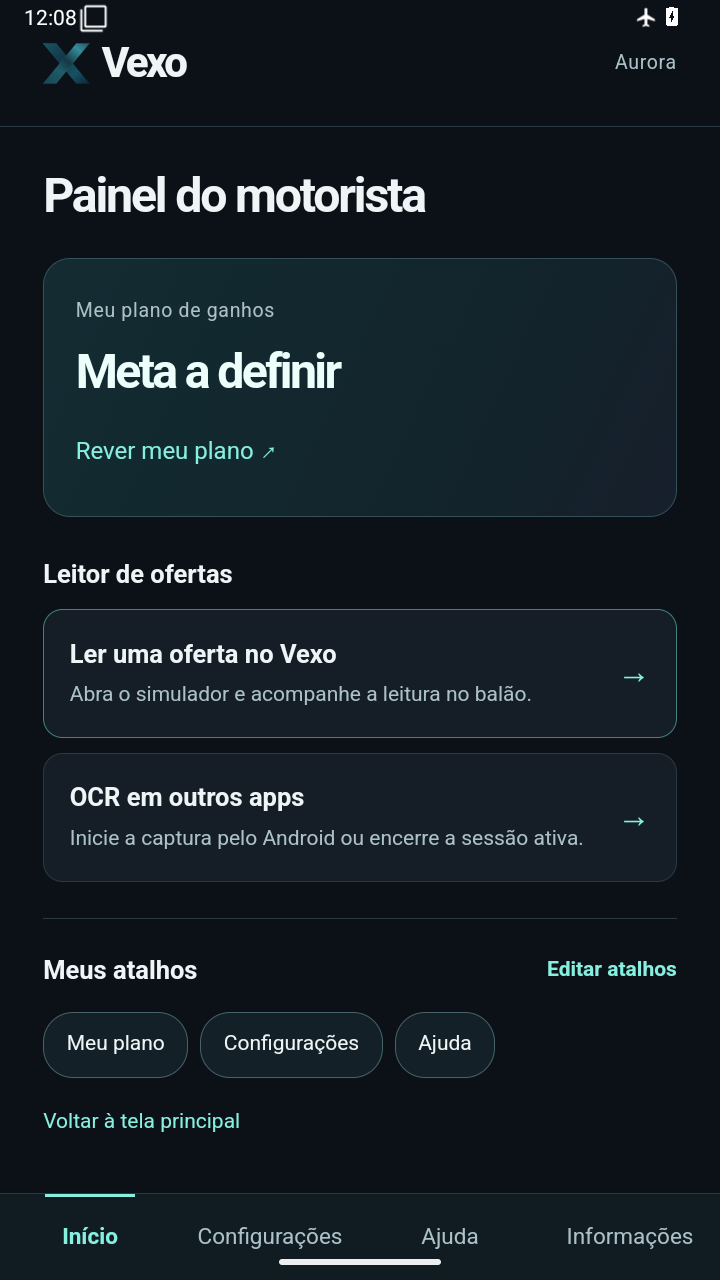 12:08
Vexo
Aurora
Painel do motorista
Meu plano de ganhos
Meta a definir
Rever meu plano ↗
Leitor de ofertas
Ler uma oferta no Vexo
Abra o simulador e acompanhe a leitura no balão.
→
OCR em outros apps
Inicie a captura pelo Android ou encerre a sessão ativa.
→
Meus atalhos
Editar atalhos
Meu plano
Configurações
Ajuda
Voltar à tela principal
Início
Configurações
Ajuda
Informações